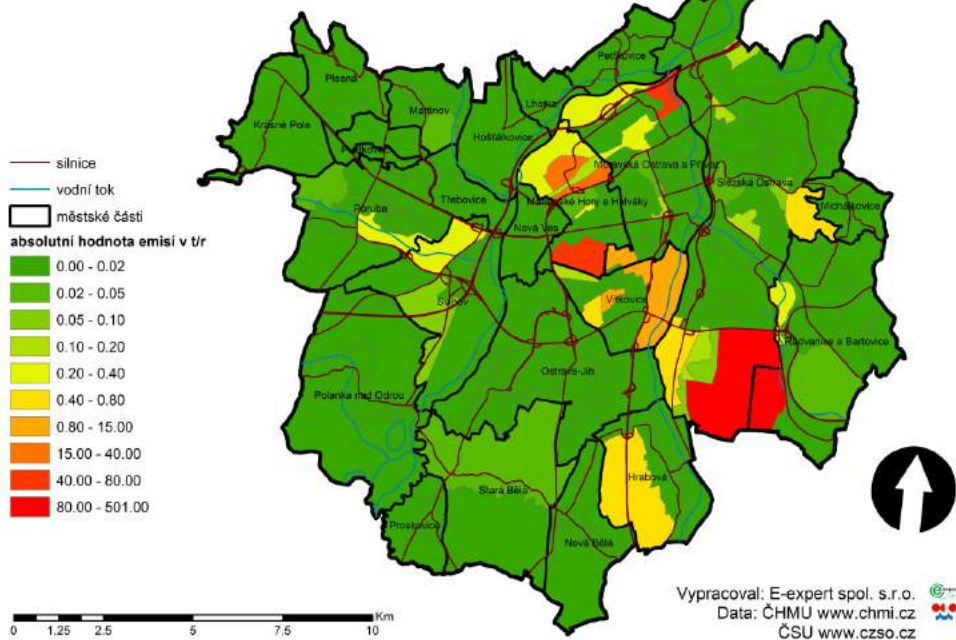 Petřkovice
Plesná
Martinov
Lhotka
Krásné Pole
Hošťálkovice
silnice
Moravská Ostrava a Přívoz
Slezská Ostrava
vodní tok
Třebovice
Mariánské Hory a Hulváky
Michálkovice
Poruba
městské části
Nová Ves
absolutní hodnota emisí v t/r
0.00 - 0.02
0.02 - 0.05
Svinov
Vítkovice
0.05 - 0.10
0.10 - 0.20
Radvanice a Bartovice
0.20 - 0.40
Ostrava-Jih
0.40 - 0.80
Polanka nad Odrou
0.80 - 15.00
15.00 - 40.00
40.00 - 80.00
Hrabová
80.00 - 501.00
Stará Bělá
Proskovice
Nová Bělá
Vypracoval: E-expert spol. s.r.o.
Km
Data: ČHMU www.chmi.cz
0 1.25 2.5 5 7.5 10
ČSU www.czso.cz